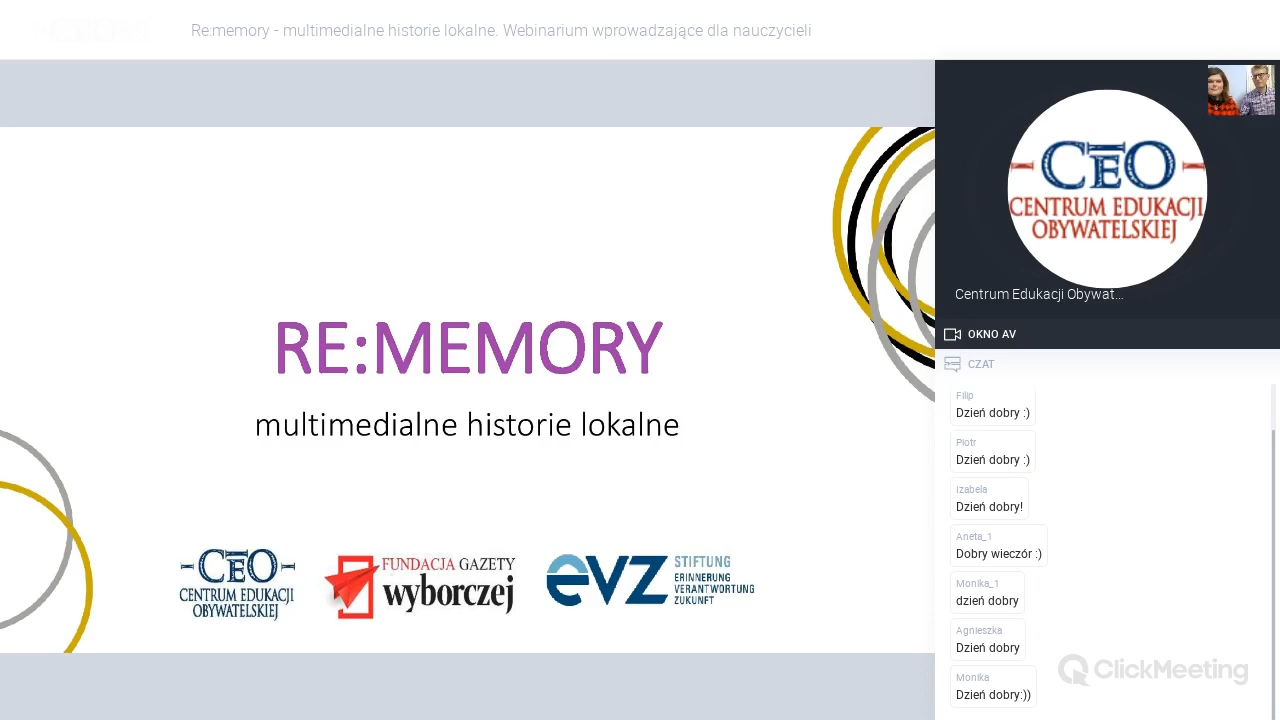 Re:memory - multimedialne historie lokalne. Webinarium wprowadzające dla nauczycieli
RE:MEMORY
multimedialne historie lokalne
CEO
CENTRUM EDUKACJI
OBYWATELSKIEJ
FUNDACJA GAZETY
wyborczej
eVZ
STIFTUNG
ERINNERUNG
VERANTWORTUNG
ZUKUNFT
CEO
CENTRUM EDUKACJI
OBYWATELSKIEJ
Centrum Edukacji Obywat...
OKNO AV
CZAT
Filip
Dzień dobry :)
Piotr
Dzień dobry :)
Izabela
Dzień dobry!
Aneta_1
Dobry wieczór :)
Monika_1
dzień dobry
Agnieszka
Dzień dobry
Monika
Dzień dobry:))
ClickMeeting